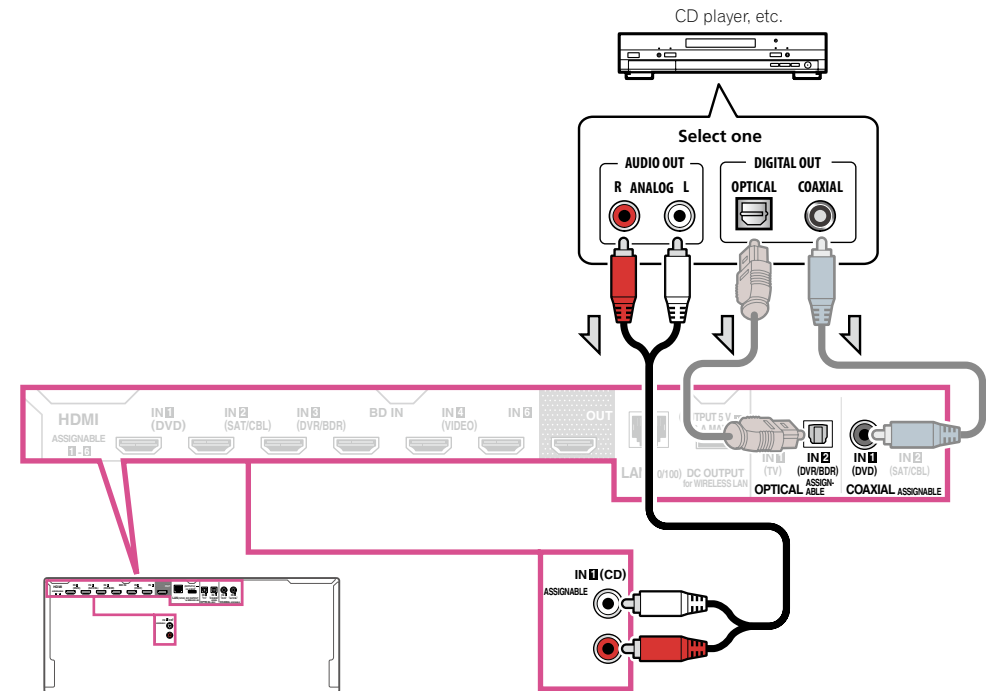 CD player, etc.
Select one
AUDIO OUT
DIGITAL OUT
R ANALOG L
OPTICAL
COAXIAL
HDMI
ASSIGNABLE
1 - 6
IN 1
(DVD)
IN 2
(SAT/CBL)
IN 3
(DVR/BDR)
BD IN
IN 4
(VIDEO)
IN 6
OUT
DC OUTPUT
for WIRELESS LAN
IN 1
(TV)
IN 2
(DVR/BDR)
OPTICAL
ASSIGN-
ABLE
IN 1
(DVD)
IN 2
(SAT/CBL)
COAXIAL ASSIGNABLE
IN 1 (CD)
ASSIGNABLE